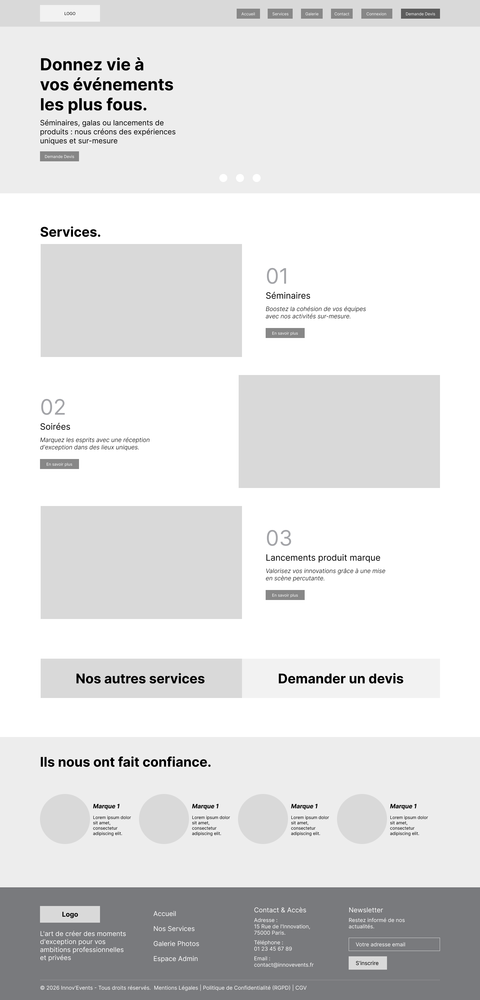 LOGO
Accueil
Services
Galerie
Contact
Connexion
Demande Devis
Donnez vie à
vos événements
les plus fous.
Séminaires, galas ou lancements de
produits : nous créons des expériences
uniques et sur-mesure
Demande Devis
Services.
01
Séminaires
Boostez la cohésion de vos équipes
avec nos activités sur-mesure.
En savoir plus
02
Soirées
Marquez les esprits avec une réception
d'exception dans des lieux uniques.
En savoir plus
03
Lancements produit marque
Valorisez vos innovations grâce à une mise
en scène percutante.
En savoir plus
Nos autres services
Demander un devis
Ils nous ont fait confiance.
Marque 1
Lorem ipsum dolor
sit amet,
consectetur
adipiscing elit.
Marque 1
Lorem ipsum dolor
sit amet,
consectetur
adipiscing elit.
Marque 1
Lorem ipsum dolor
sit amet,
consectetur
adipiscing elit.
Marque 1
Lorem ipsum dolor
sit amet,
consectetur
adipiscing elit.
Logo
L'art de créer des moments
d'exception pour vos
ambitions professionnelles
et privées
Accueil
Nos Services
Galerie Photos
Espace Admin
Contact & Accès
Adresse :
15 Rue de l'Innovation,
75000 Paris.
Téléphone :
01 23 45 67 89
Email :
contact@innovevents.fr
Newsletter
Restez informé de nos
actualités.
Votre adresse email
S'inscrire
© 2026 Innov'Events - Tous droits réservés.  Mentions Légales | Politique de Confidentialité (RGPD) | CGV